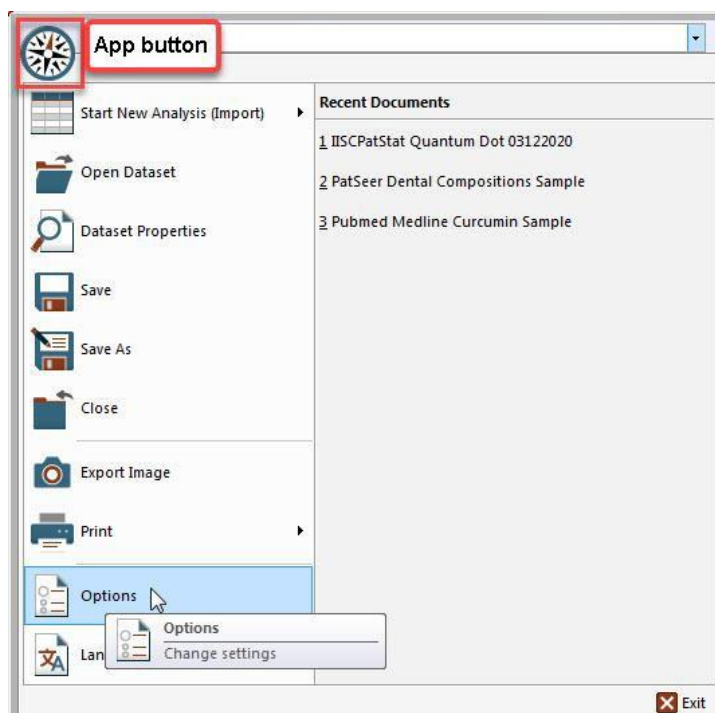 App button
Start New Analysis (Import)
Open Dataset
Dataset Properties
Save
Save As
Close
Export Image
Print
Options
Lan
Recent Documents
1 IISCPatStat Quantum Dot 03122020
2 PatSeer Dental Compositions Sample
3 Pubmed Medline Curcumin Sample
Options
Change settings
Exit